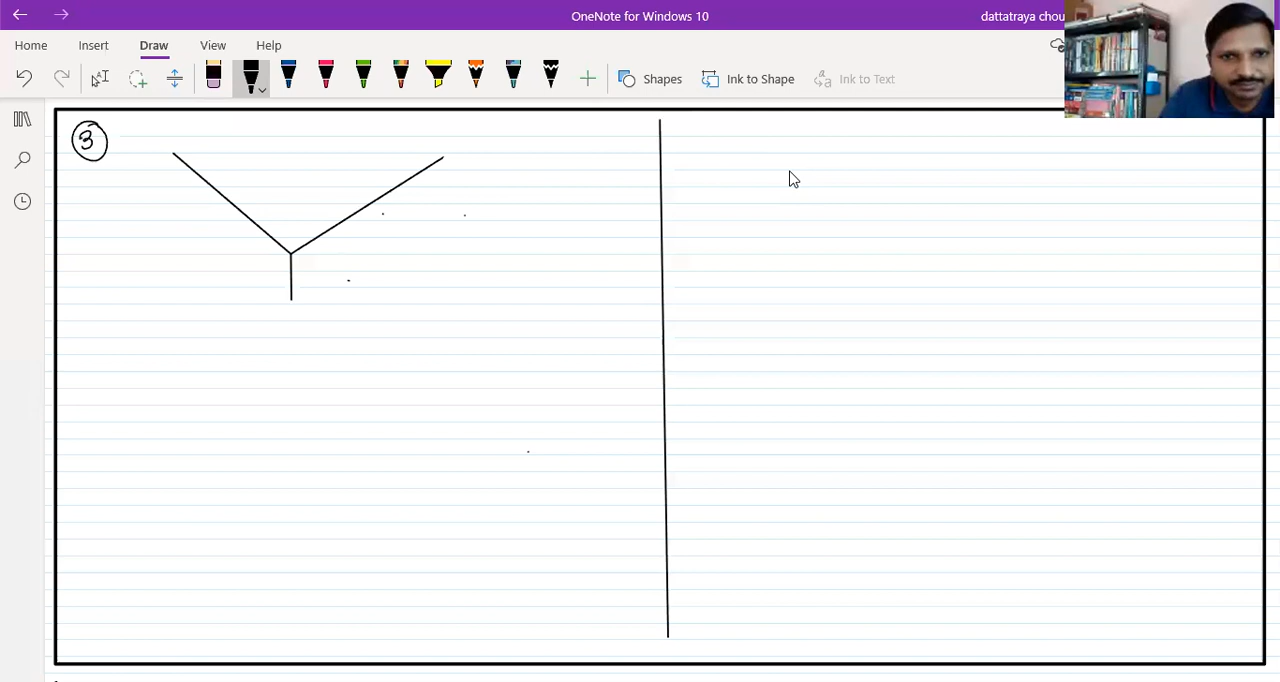 OneNote for Windows 10
dattatraya chou
Home Insert Draw View Help
Shapes Ink to Shape Ink to Text
3